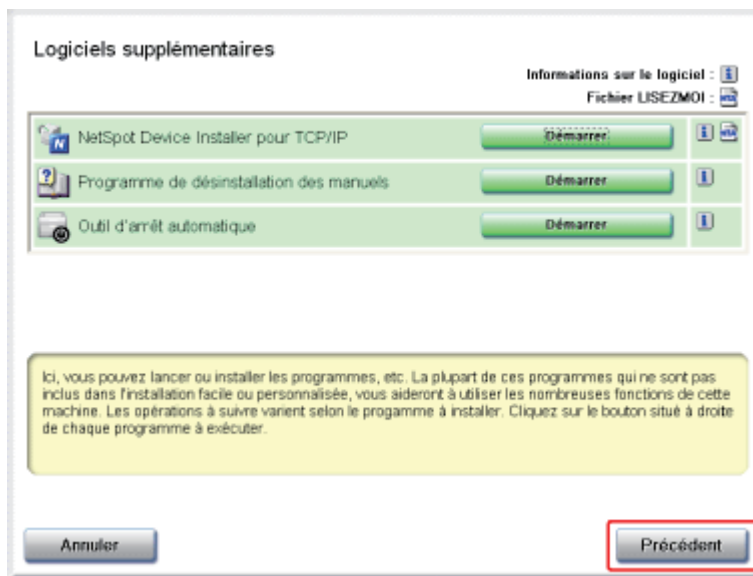 Logiciels supplémentaires
Informations sur le logiciel :
Fichier LISEZMOI :
NetSpot Device Installer pour TCP/IP
Démarrer
Programme de désinstallation des manuels
Démarrer
Outil d'arrêt automatique
Démarrer
Ici, vous pouvez lancer ou installer les programmes, etc. La plupart de ces programmes qui ne sont pas
inclus dans l'installation facile ou personnalisée, vous aideront à utiliser les nombreuses fonctions de cette
machine. Les opérations à suivre varient selon le progamme à installer. Cliquez sur le bouton situé à droite
de chaque programme à exécuter.
Annuler
Précédent